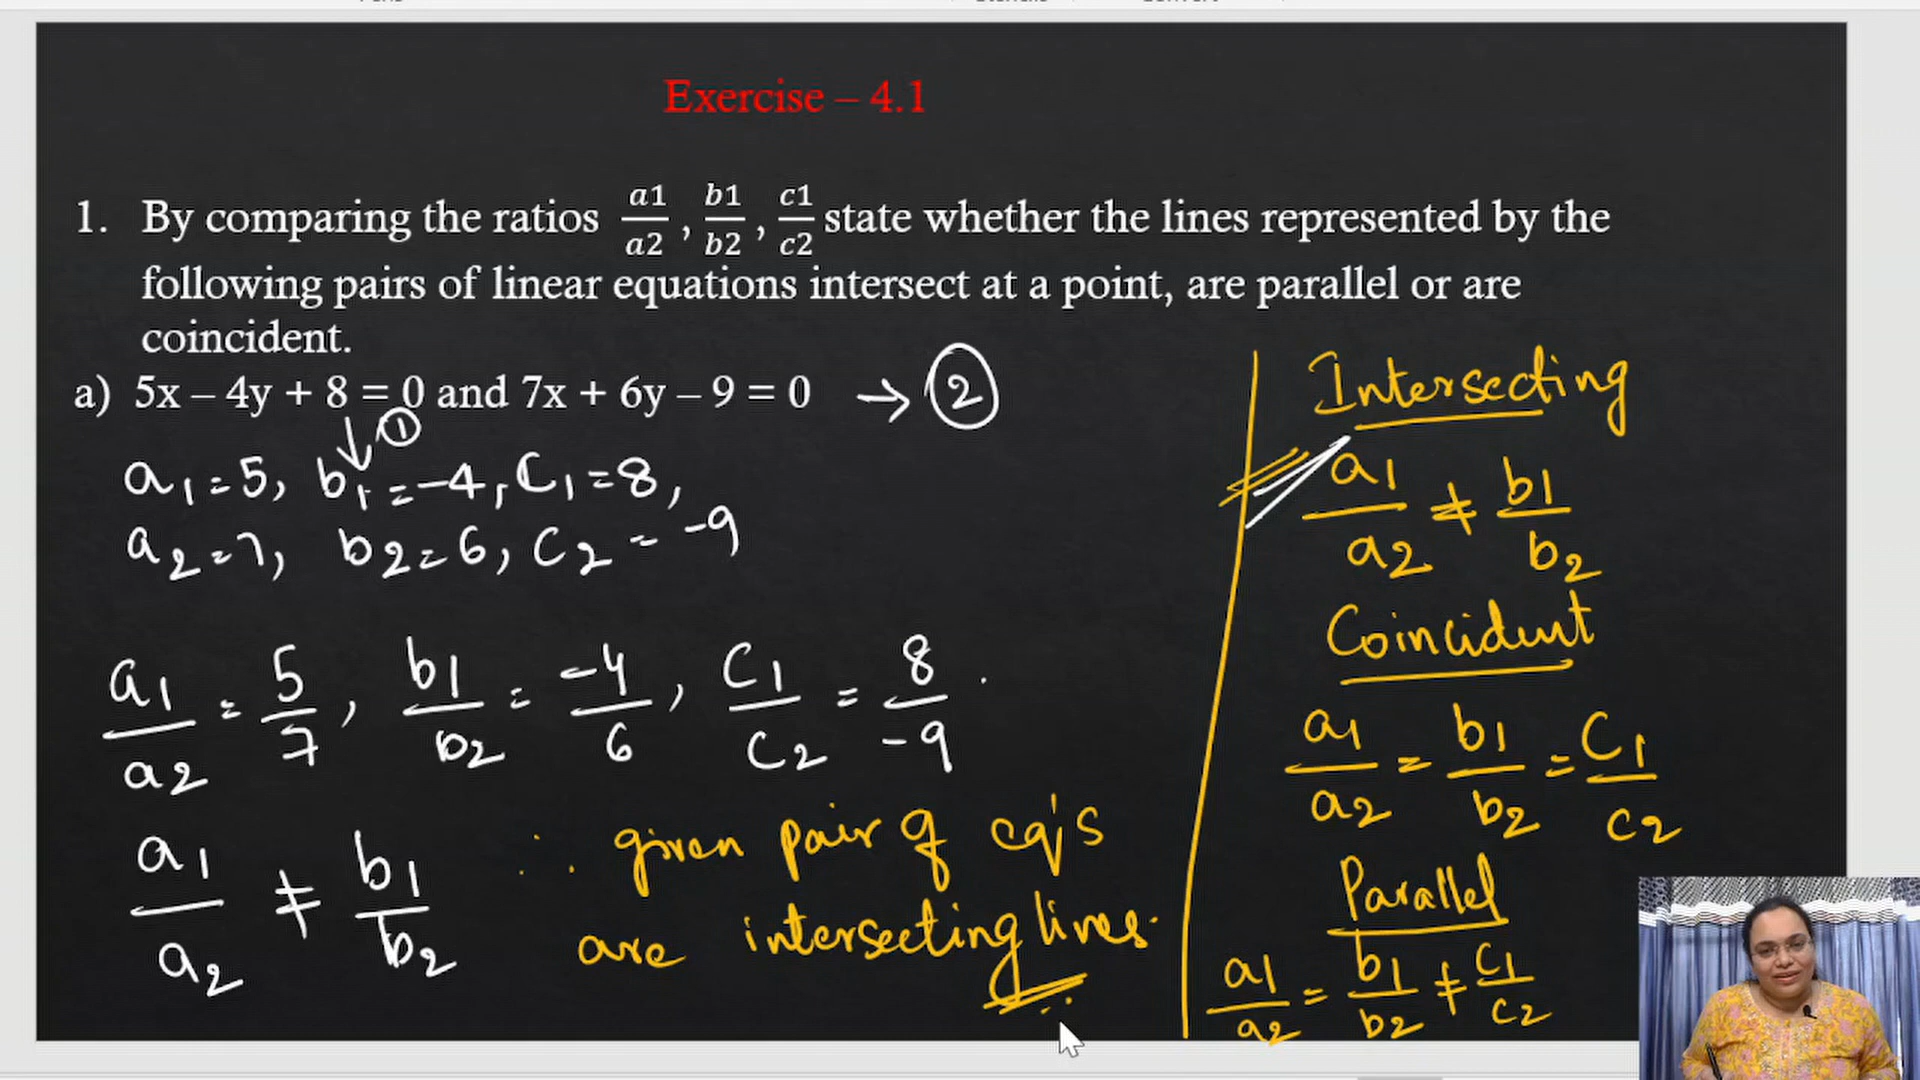 Exercise – 4.1
1. By comparing the ratios a1/a2, b1/b2, c1/c2 state whether the lines represented by the
following pairs of linear equations intersect at a point, are parallel or are
coincident.
a) 5x – 4y + 8 = 0 and 7x + 6y – 9 = 0 → 2
1
a1 = 5, b1 = -4, C1 = 8,
a2 = 7, b2 = 6, C2 = -9
a1/a2 = 5/7, b1/b2 = -4/6, C1/C2 = 8/-9.
a1/a2 ≠ b1/b2
∴ given pair of eq's
are intersecting lines.
Intersecting
a1/a2 ≠ b1/b2
Coincident
a1/a2 = b1/b2 = C1/C2
Parallel
a1/a2 = b1/b2 ≠ C1/C2